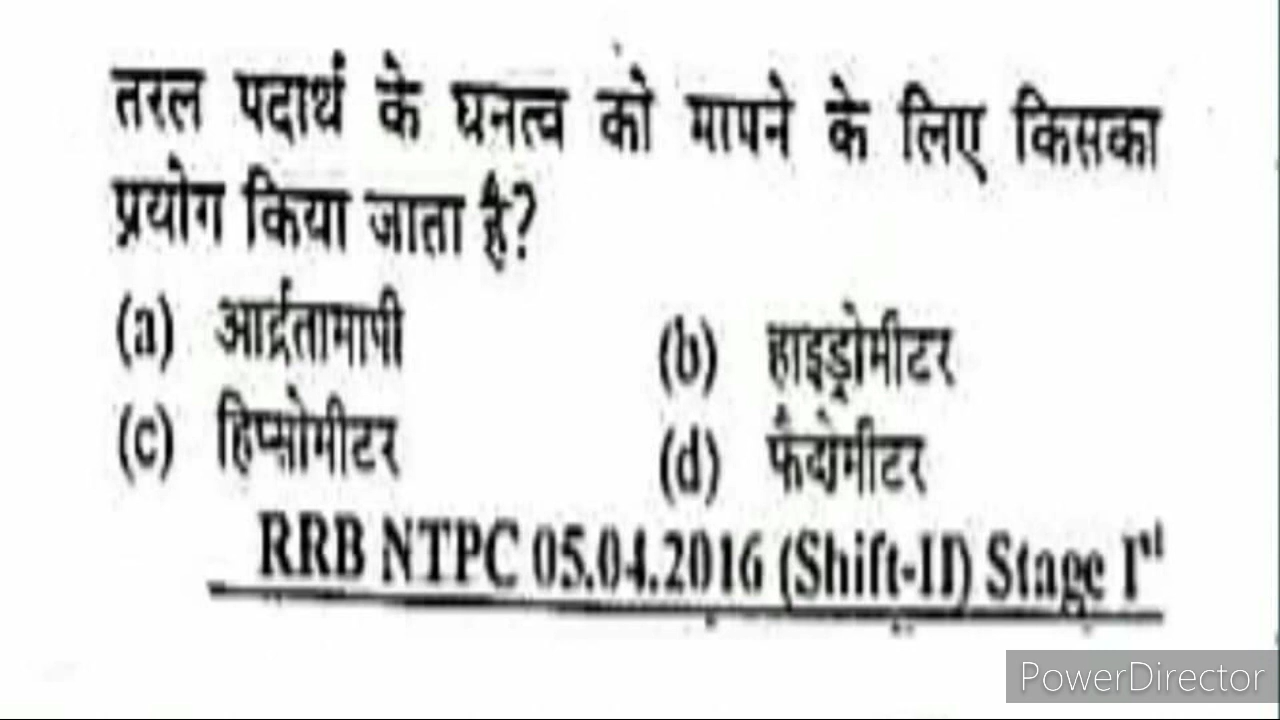 तरल पदार्थ के घनत्व को मापने के लिए किसका
प्रयोग किया जाता है?
(a) आर्द्रतामापी (b) हाइड्रोमीटर
(c) हिप्सोमीटर (d) फैदोमीटर
RRB NTPC 05.04.2016 (Shift-II) Stage Ist
PowerDirector